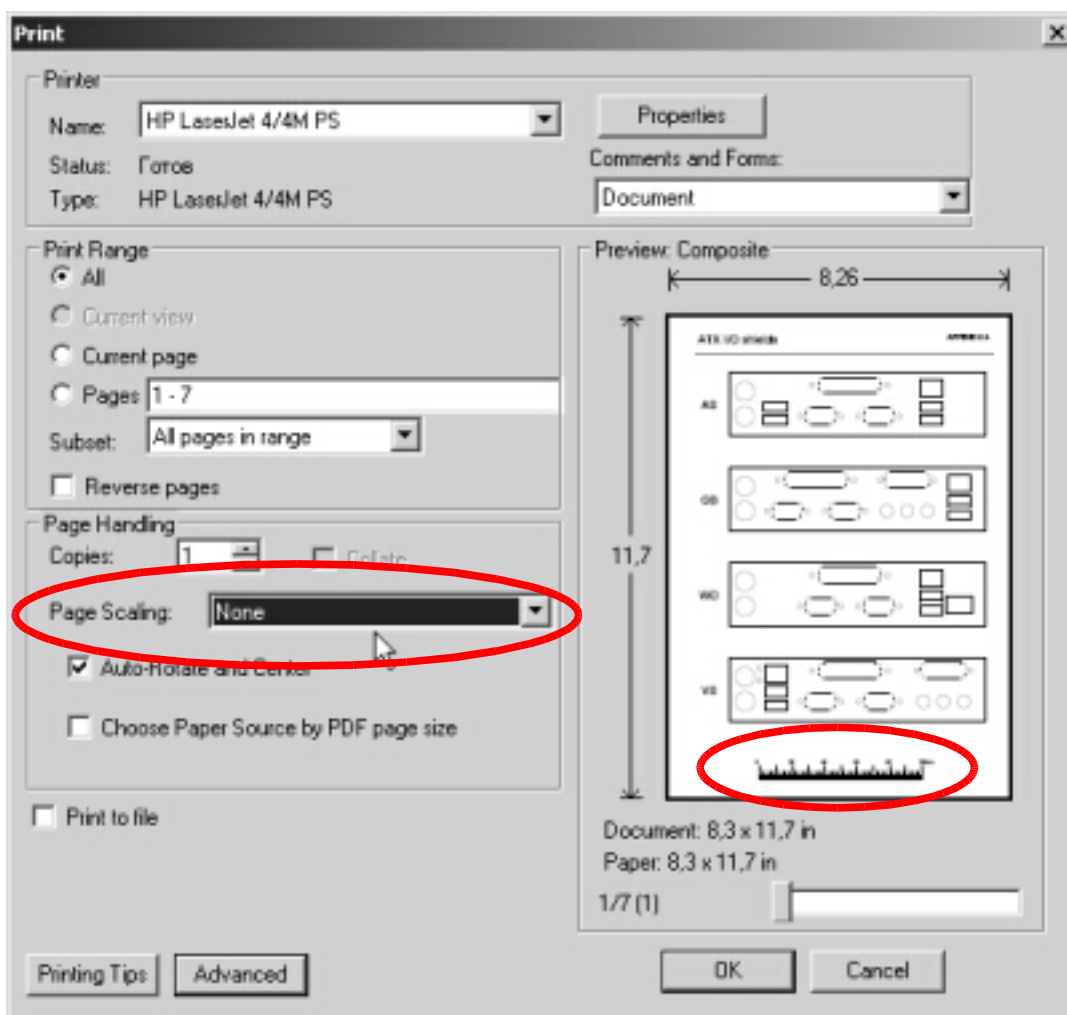 Print
Printer
Name: HP LaserJet 4/4M PS
Properties
Status: Готов
Comments and Forms:
Type: HP LaserJet 4/4M PS
Document
Print Range
All
Current view
Current page
Pages 1 - 7
Subset: All pages in range
Reverse pages
Page Handling
Copies: 1 Collate
Page Scaling: None
Auto-Rotate and Center
Choose Paper Source by PDF page size
Print to file
Preview: Composite
8,26
11,7
ATX I/O shields
Document: 8,3 x 11,7 in
Paper: 8,3 x 11,7 in
1/7 (1)
Printing Tips
Advanced
OK
Cancel